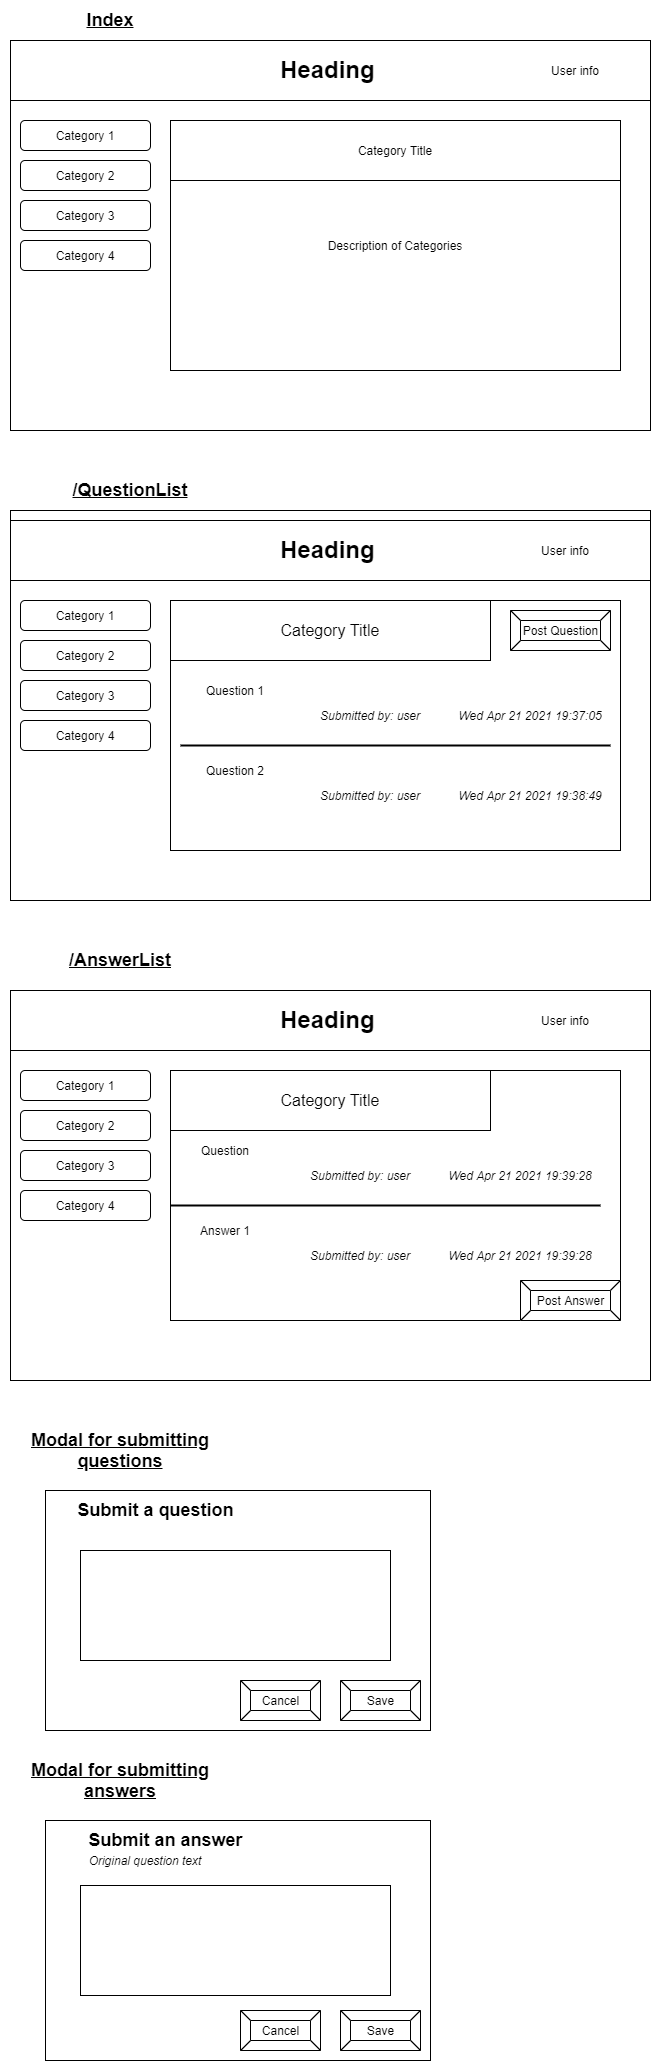 Index
Heading
User info
Category 1
Category 2
Category 3
Category 4
Category Title
Description of Categories
/QuestionList
Heading
User info
Category 1
Category 2
Category 3
Category 4
Category Title
Post Question
Question 1
Submitted by: user
Wed Apr 21 2021 19:37:05
Question 2
Submitted by: user
Wed Apr 21 2021 19:38:49
/AnswerList
Heading
User info
Category 1
Category 2
Category 3
Category 4
Category Title
Question
Submitted by: user
Wed Apr 21 2021 19:39:28
Answer 1
Submitted by: user
Wed Apr 21 2021 19:39:28
Post Answer
Modal for submitting
questions
Submit a question
Cancel
Save
Modal for submitting
answers
Submit an answer
Original question text
Cancel
Save